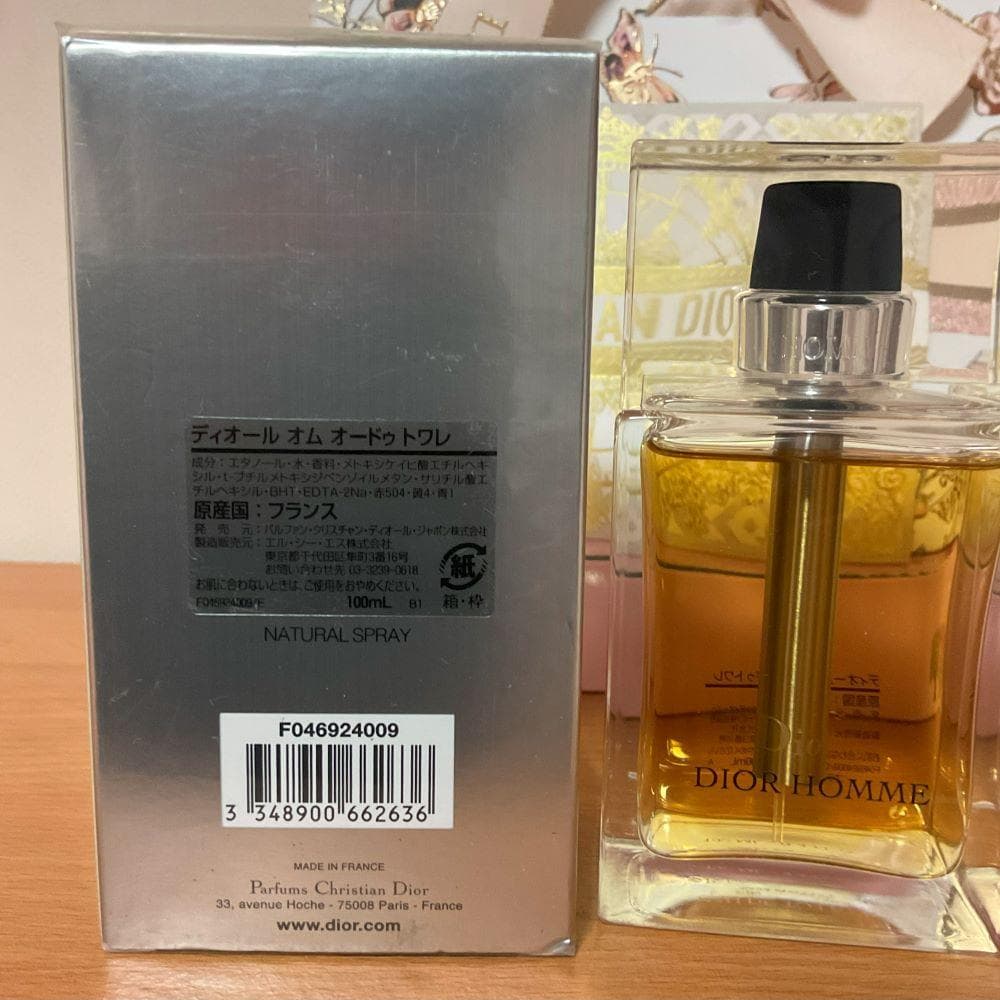 ディオール オム オードゥ トワレ
成分：エタノール・水・香料・メトキシケイヒ酸エチルヘキ
シル・t-ブチルメトキシジベンゾイルメタン・サリチル酸エ
チルヘキシル・BHT・EDTA-2Na・赤504・黄4・青1
原産国：フランス
発売元：パルファン・クリスチャン・ディオール・ジャポン株式会社
製造販売元：エル・シー・エス株式会社
東京都千代田区隼町3番16号
お問い合わせ先 03-3239-0618
お肌に合わないときは、ご使用をおやめください。
F046924009/E 100mL B1
紙
箱・枠
NATURAL SPRAY
F046924009
3 348900 662636
MADE IN FRANCE
Parfums Christian Dior
33, avenue Hoche - 75008 Paris - France
www.dior.com
HOM
Dior
DIOR HOMME